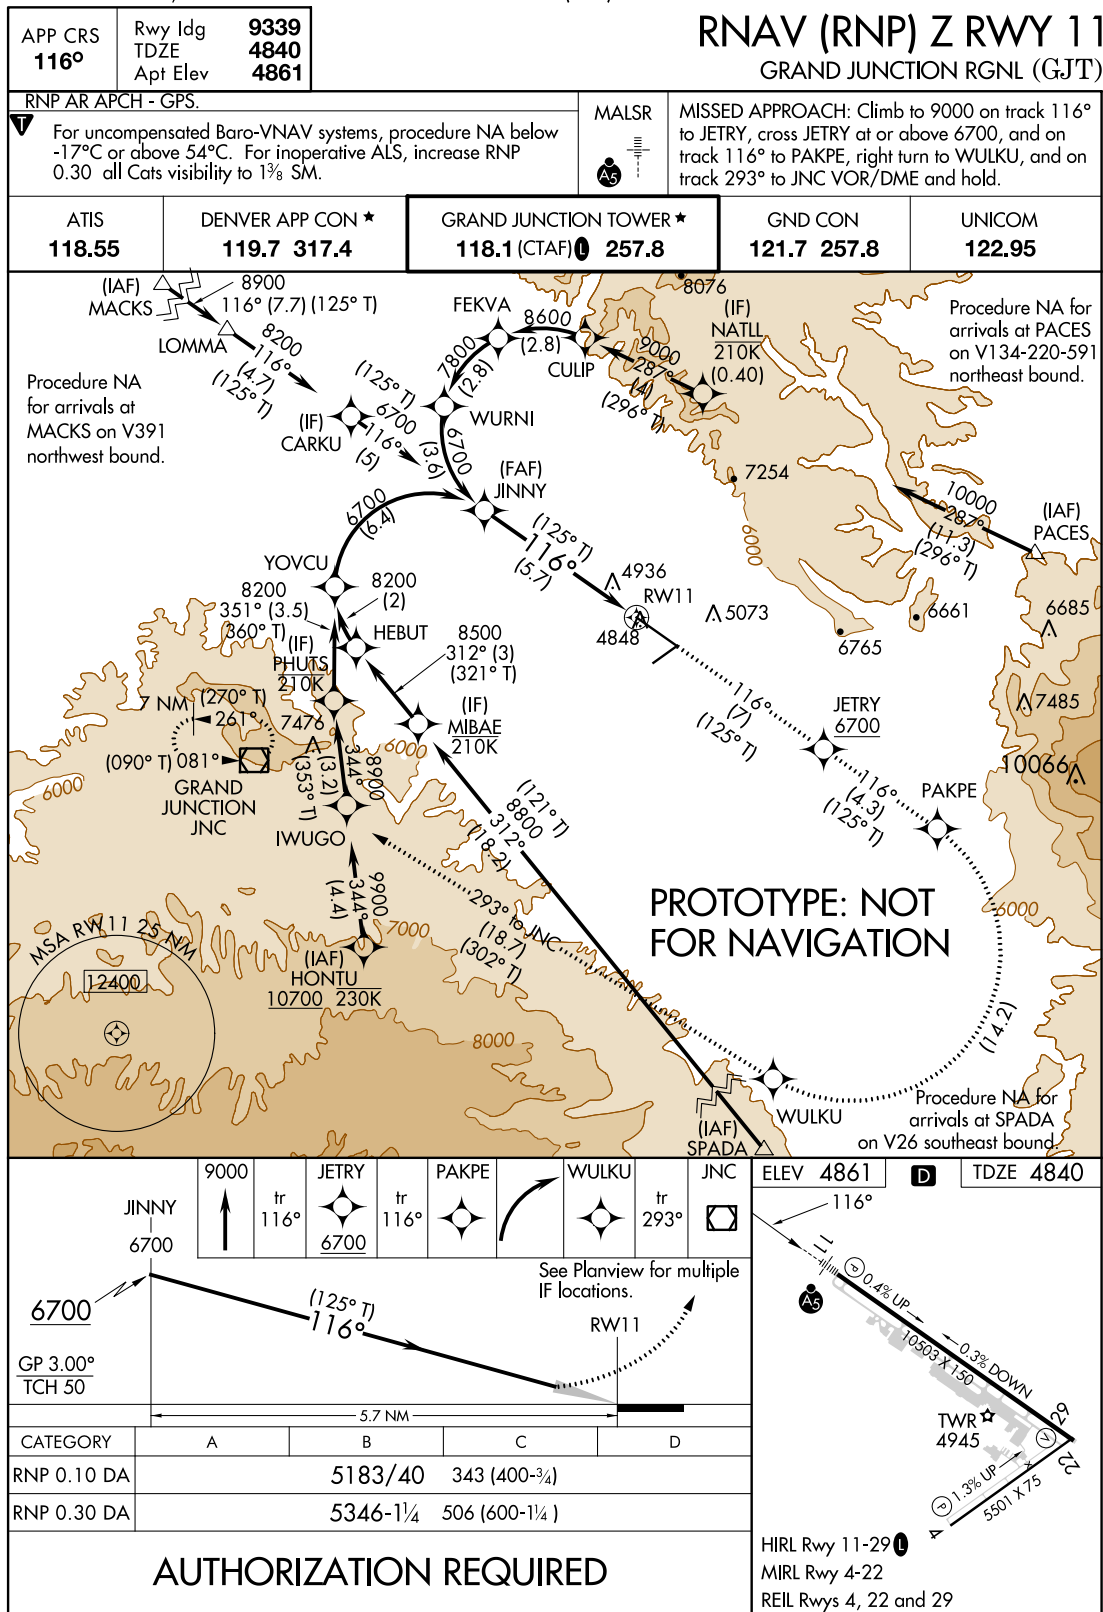 RNAV (RNP) Z RWY 11
GRAND JUNCTION RGNL (GJT)
APP CRS
116°
Rwy ldg 9339
TDZE 4840
Apt Elev 4861
RNP AR APCH - GPS.
T
For uncompensated Baro-VNAV systems, procedure NA below
-17°C or above 54°C. For inoperative ALS, increase RNP
0.30 all Cats visibility to 1⅜ SM.
MALSR
A5
MISSED APPROACH: Climb to 9000 on track 116°
to JETRY, cross JETRY at or above 6700, and on
track 116° to PAKPE, right turn to WULKU, and on
track 293° to JNC VOR/DME and hold.
ATIS
118.55
DENVER APP CON ★
119.7 317.4
GRAND JUNCTION TOWER ★
118.1 (CTAF) L 257.8
GND CON
121.7 257.8
UNICOM
122.95
(IAF)
MACKS
8900
116° (7.7) (125° T)
LOMMA
8200
116°
(4.7)
(125° T)
Procedure NA
for arrivals at
MACKS on V391
northwest bound.
(IF)
CARKU
(125° T)
6700
116°
(5)
FEKVA
8600
(2.8)
CULIP
7800
(2.8)
WURNI
6700
(3.6)
8076
(IF)
NATLL
210K
(0.40)
9000
287°
(4)
(296° T)
Procedure NA for
arrivals at PACES
on V134-220-591
northeast bound.
7254
(FAF)
JINNY
6700
(6.4)
(125° T)
116°
(5.7)
6000
10000
287°
(11.3)
(296° T)
(IAF)
PACES
YOVCU
8200
351° (3.5)
360° T)
8200
(2)
HEBUT
8500
312° (3)
(321° T)
4936
RW11
4848
5073
6661
6765
6685
(IF)
PHUTS
210K
7 NM
(270° T)
261°
7476
(090° T) 081°
GRAND
JUNCTION
JNC
(IF)
MIBAE
210K
6000
6000
8900
344°
(3.2)
(353° T)
IWUGO
116°
(7)
(125° T)
JETRY
6700
7485
10066
116°
(4.3)
(125° T)
PAKPE
(121° T)
8800
312°
(18.2)
9900
344°
(4.4)
7000
(IAF)
HONTU
10700 230K
293° to JNC
(18.7)
(302° T)
PROTOTYPE: NOT
FOR NAVIGATION
6000
MSA RW 11 25 NM
12400
8000
(14.2)
WULKU
(IAF)
SPADA
Procedure NA for
arrivals at SPADA
on V26 southeast bound.
9000
tr
116°
JETRY
6700
tr
116°
PAKPE
WULKU
tr
293°
JNC
JINNY
6700
6700
GP 3.00°
TCH 50
(125° T)
116°
See Planview for multiple
IF locations.
RW11
5.7 NM
CATEGORY A B C D
RNP 0.10 DA 5183/40 343 (400-¾)
RNP 0.30 DA 5346-1¼ 506 (600-1¼ )
AUTHORIZATION REQUIRED
ELEV 4861
D
TDZE 4840
116°
11
P
0.4% UP
A5
10503 X 150
0.3% DOWN
TWR
4945
29
V
22
1.3% UP
P
5501 X 75
4
HIRL Rwy 11-29 L
MIRL Rwy 4-22
REIL Rwys 4, 22 and 29